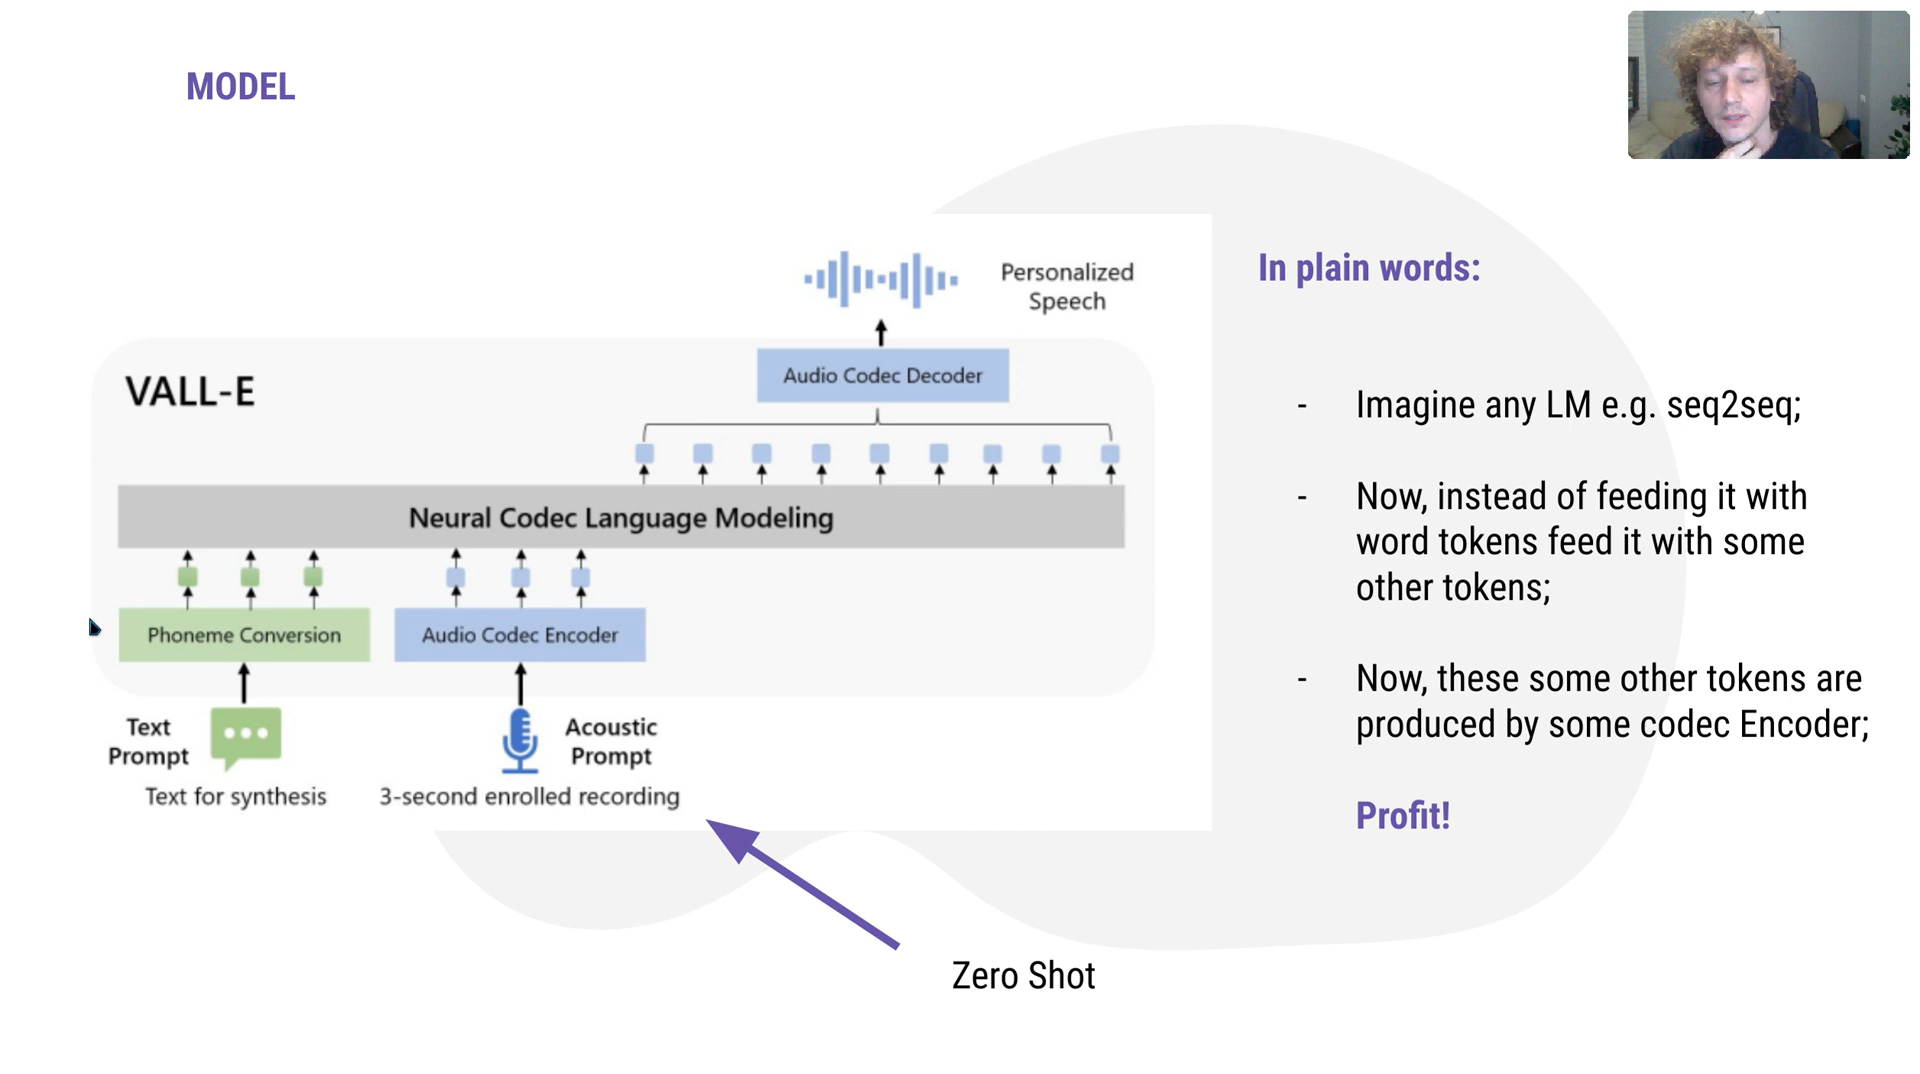 MODEL
Personalized
Speech
Audio Codec Decoder
VALL-E
Neural Codec Language Modeling
Phoneme Conversion
Audio Codec Encoder
Text
Prompt
Acoustic
Prompt
Text for synthesis
3-second enrolled recording
Zero Shot
In plain words:
- Imagine any LM e.g. seq2seq;
- Now, instead of feeding it with
word tokens feed it with some
other tokens;
- Now, these some other tokens are
produced by some codec Encoder;
Profit!